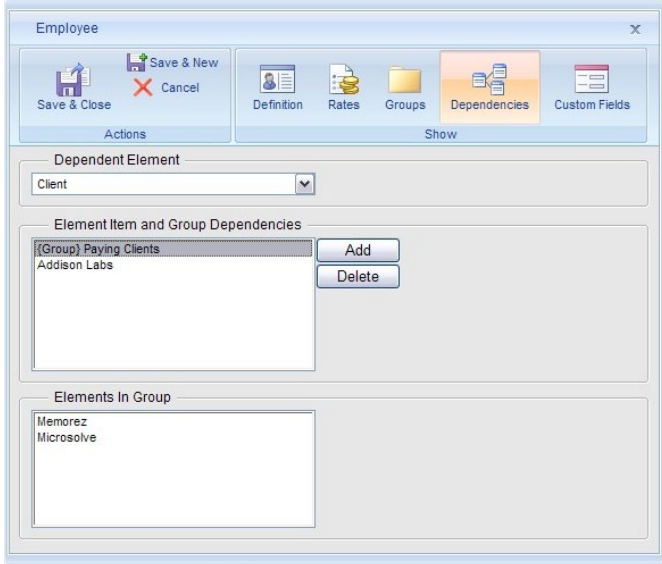 Employee
x
Save & Close
Save & New
Cancel
Actions
Definition
Rates
Groups
Dependencies
Custom Fields
Show
Dependent Element
Client
Element Item and Group Dependencies
{Group} Paying Clients
Addison Labs
Add
Delete
Elements In Group
Memorez
Microsolve